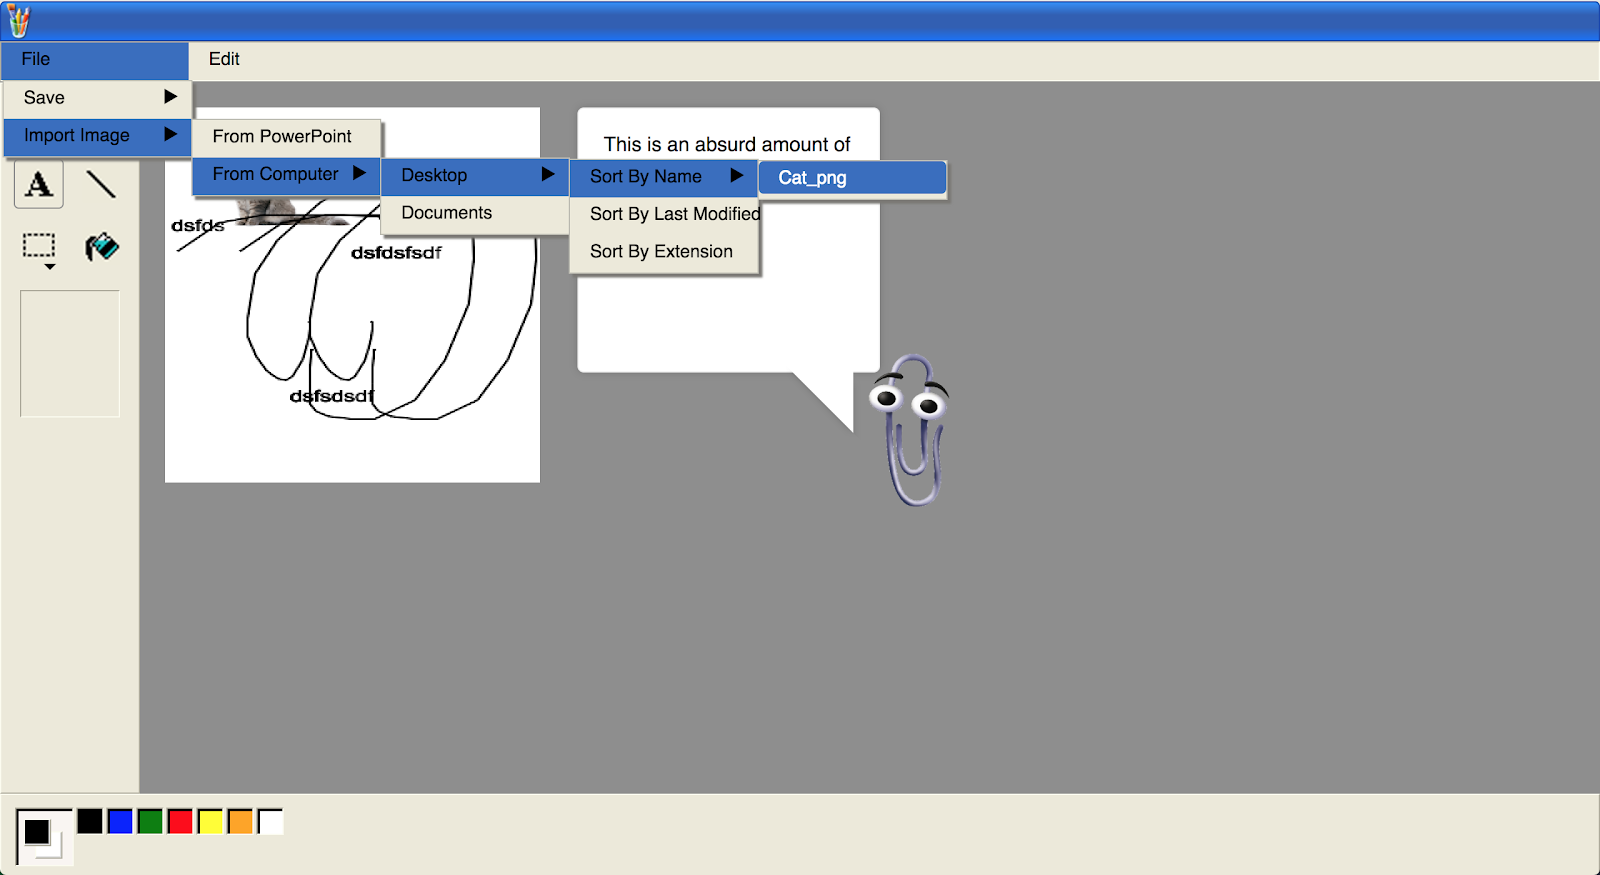 File Edit
Save
Import Image
From PowerPoint
From Computer
Desktop
Documents
Sort By Name
Sort By Last Modified
Sort By Extension
Cat_png
This is an absurd amount of
A
dsfds
dsfdsfsdf
dsfsdsdf